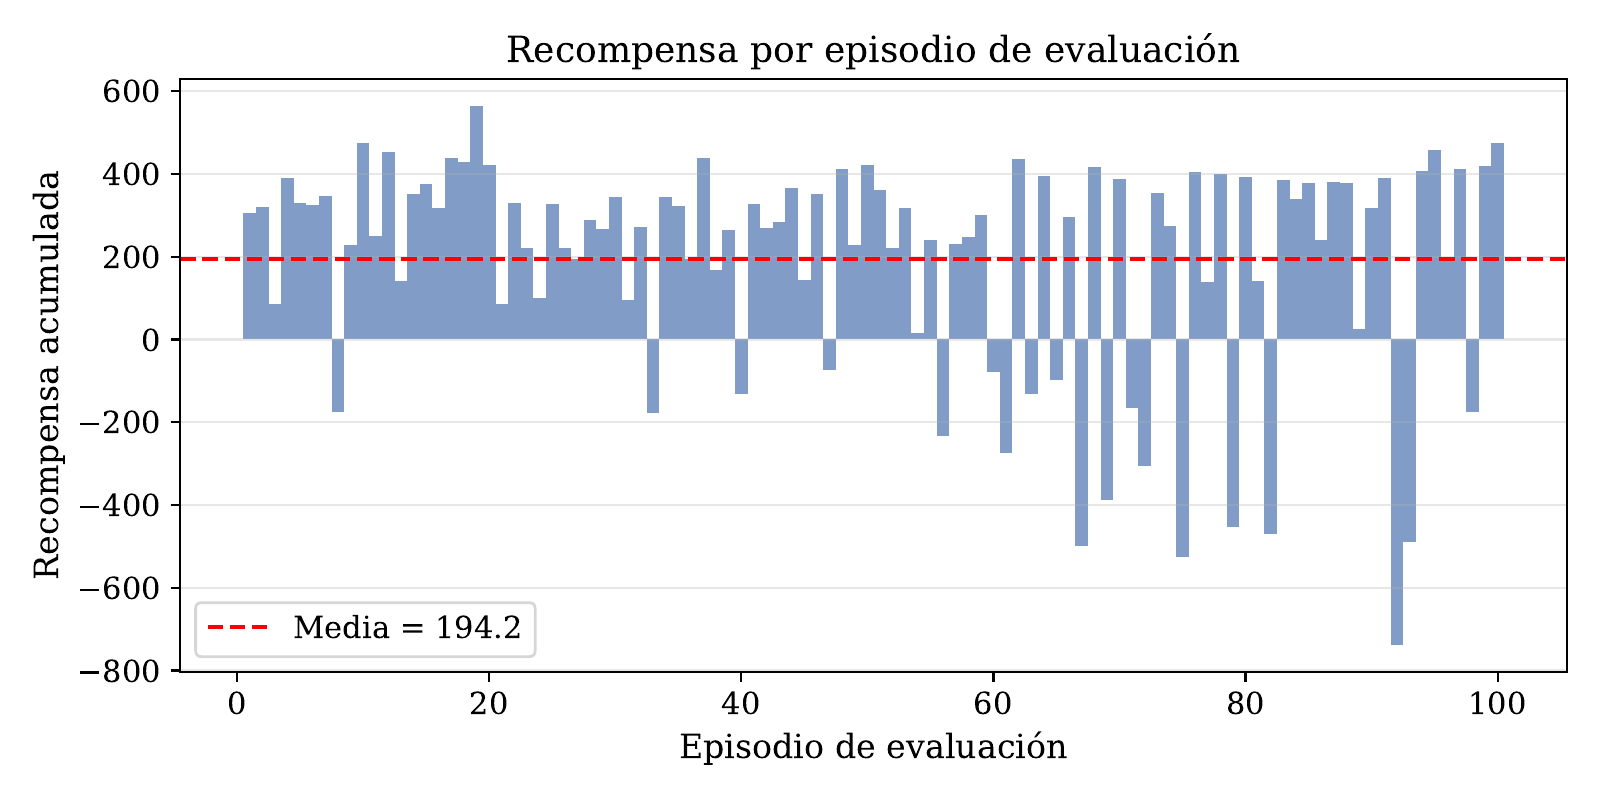 Recompensa por episodio de evaluación
Recompensa acumulada
600
400
200
0
−200
−400
−600
−800
Media = 194.2
0 20 40 60 80 100
Episodio de evaluación